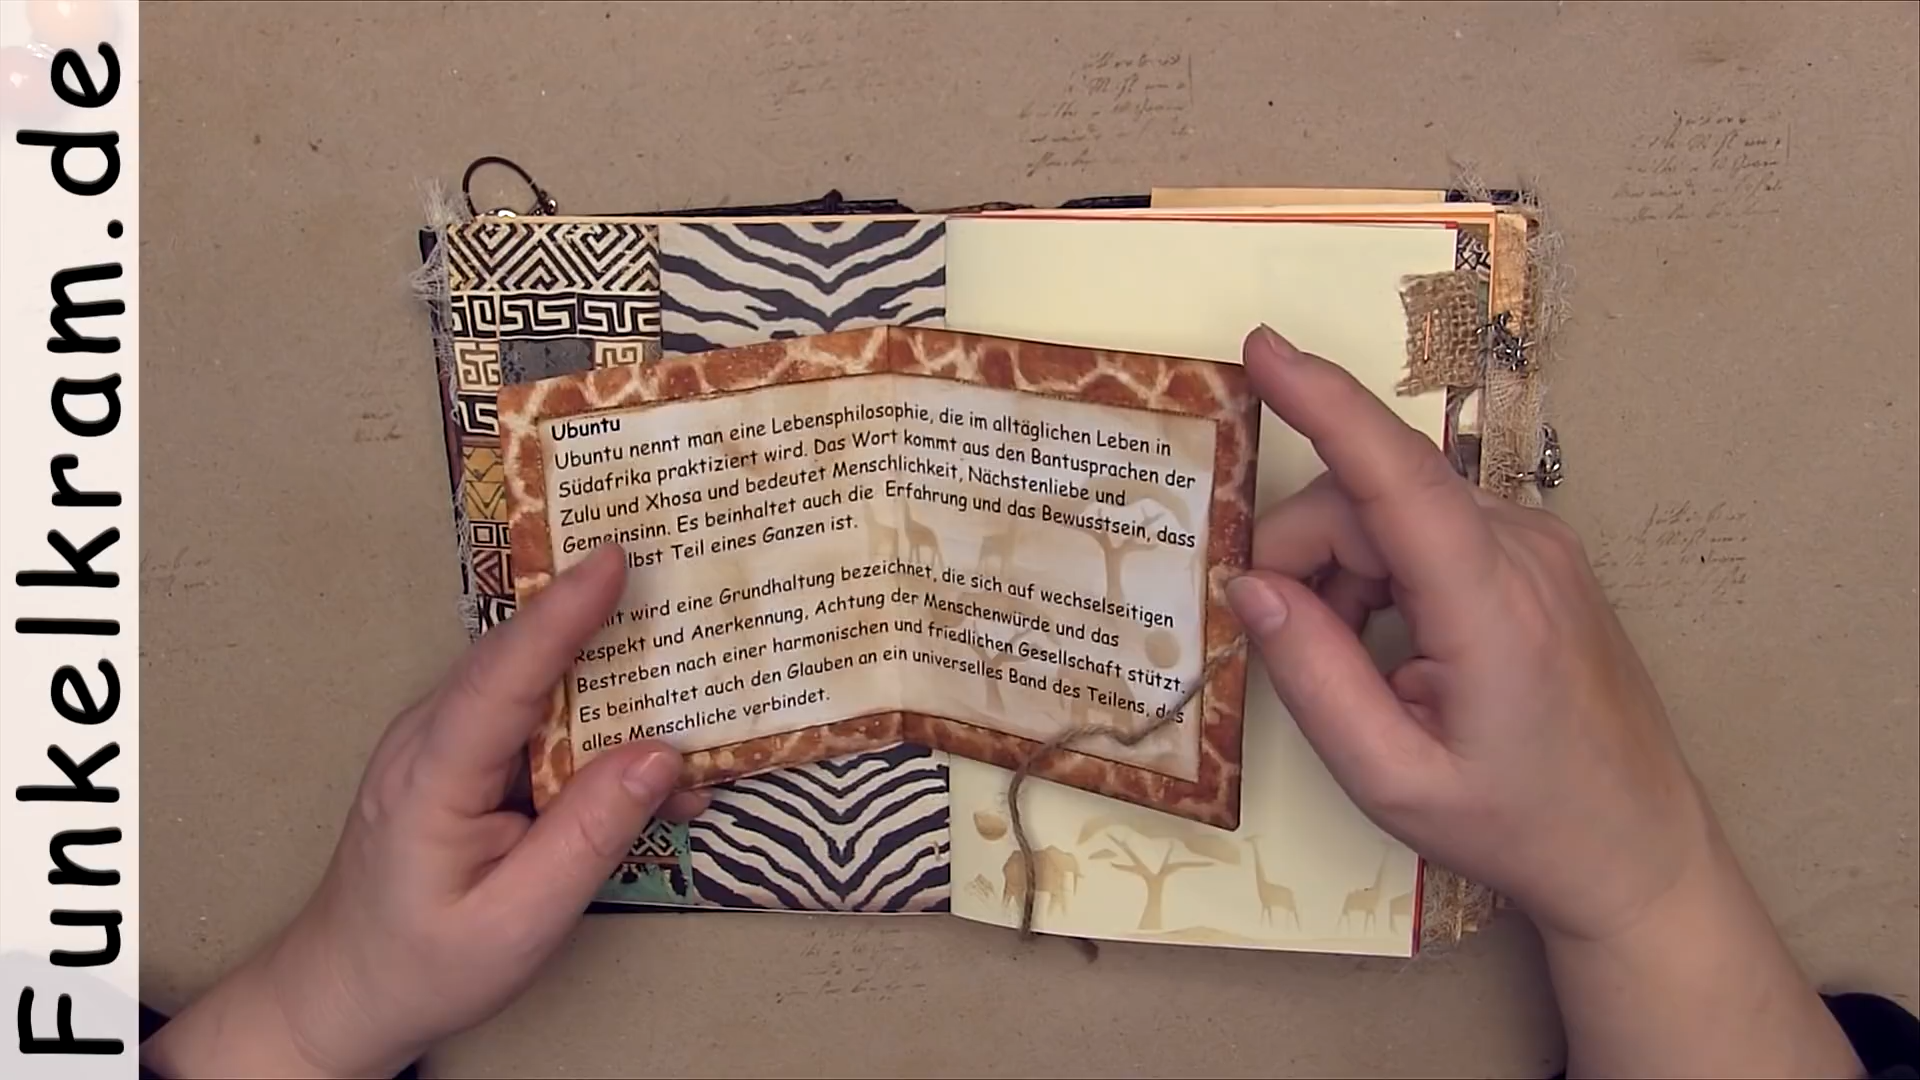 Funkelkram.de
Ubuntu
Ubuntu nennt man eine Lebensphilosophie, die im alltäglichen Leben in
Südafrika praktiziert wird. Das Wort kommt aus den Bantusprachen der
Zulu und Xhosa und bedeutet Menschlichkeit, Nächstenliebe und
Gemeinsinn. Es beinhaltet auch die Erfahrung und das Bewusstsein, dass
Teil eines Ganzen ist.
wird eine Grundhaltung bezeichnet, die sich auf wechselseitigen
Respekt und Anerkennung, Achtung der Menschenwürde und das
Bestreben nach einer harmonischen und friedlichen Gesellschaft stützt.
Es beinhaltet auch den Glauben an ein universelles Band des Teilens, das
alles Menschliche verbindet.